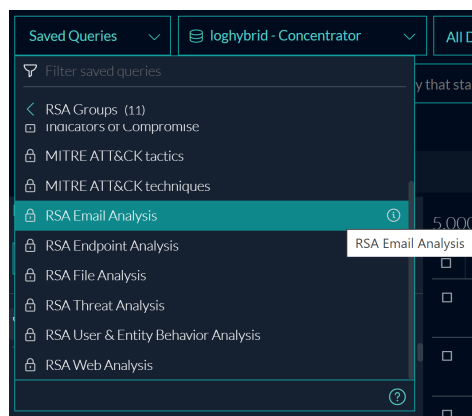 Saved Queries
loghybrid - Concentrator
All D
Filter saved queries
y that sta
RSA Groups (11)
Indicators of Compromise
MITRE ATT&CK tactics
MITRE ATT&CK techniques
RSA Email Analysis
5,000
RSA Email Analysis
RSA Endpoint Analysis
RSA File Analysis
RSA Threat Analysis
RSA User & Entity Behavior Analysis
RSA Web Analysis